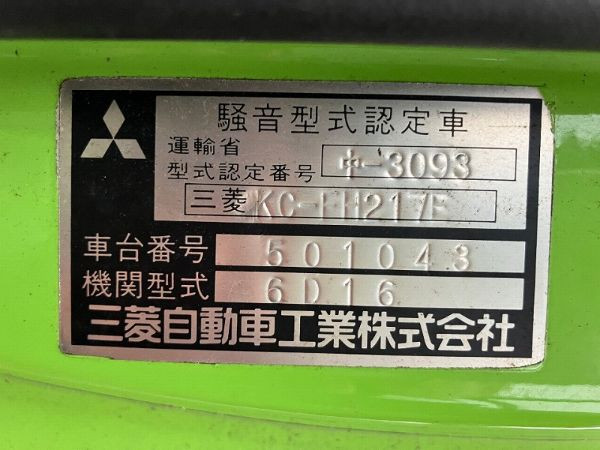 騒音型式認定車
運輸省
型式認定番号 中-3093
三菱 KC-FH217F
車台番号 501043
機関型式 6D16
三菱自動車工業株式会社